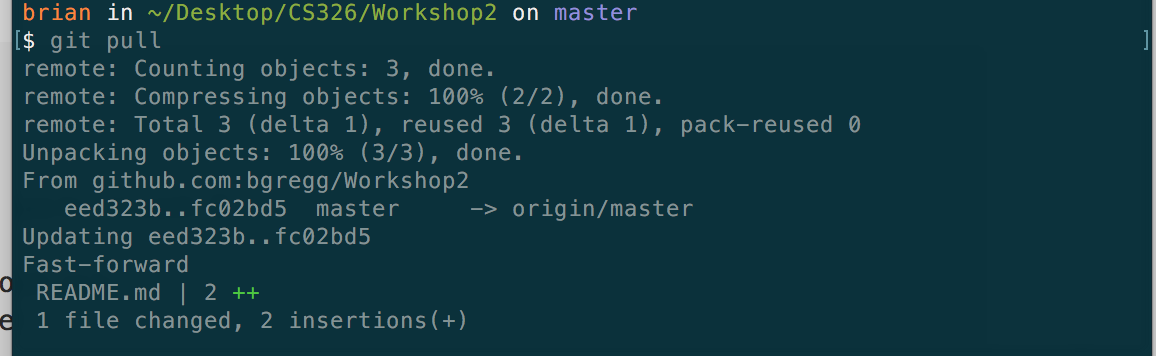 brian in ~/Desktop/CS326/Workshop2 on master
[$ git pull ]
remote: Counting objects: 3, done.
remote: Compressing objects: 100% (2/2), done.
remote: Total 3 (delta 1), reused 3 (delta 1), pack-reused 0
Unpacking objects: 100% (3/3), done.
From github.com:bgregg/Workshop2
   eed323b..fc02bd5  master     -> origin/master
Updating eed323b..fc02bd5
Fast-forward
 README.md | 2 ++
 1 file changed, 2 insertions(+)